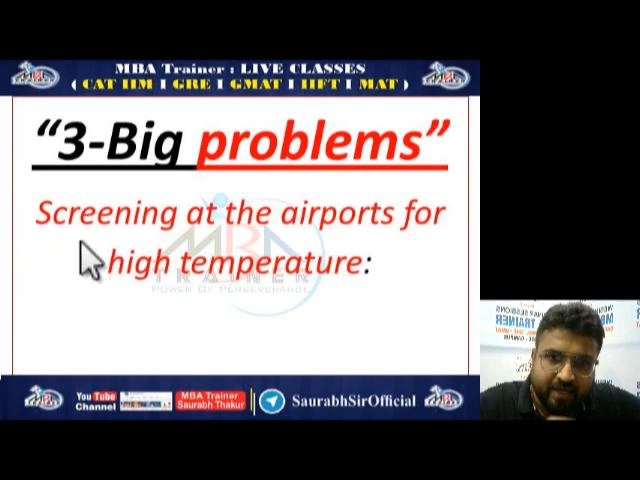 MBA Trainer : LIVE CLASSES
( CAT IIM I GRE I GMAT I IIFT I MAT )
“3-Big problems”
Screening at the airports for
high temperature:
MBA
TRAINER
POWER OF PERSEVERANCE
YouTube
Channel
MBA Trainer
Saurabh Thakur
SaurabhSirOfficial
TRAINER